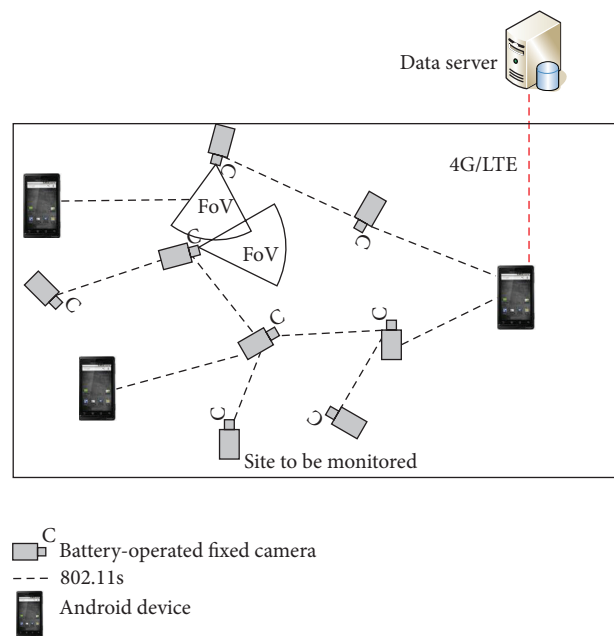 Data server
4G/LTE
C
FoV
C
C
FoV
C
C
C
C
C
Site to be monitored
C
Battery-operated fixed camera
802.11s
Android device